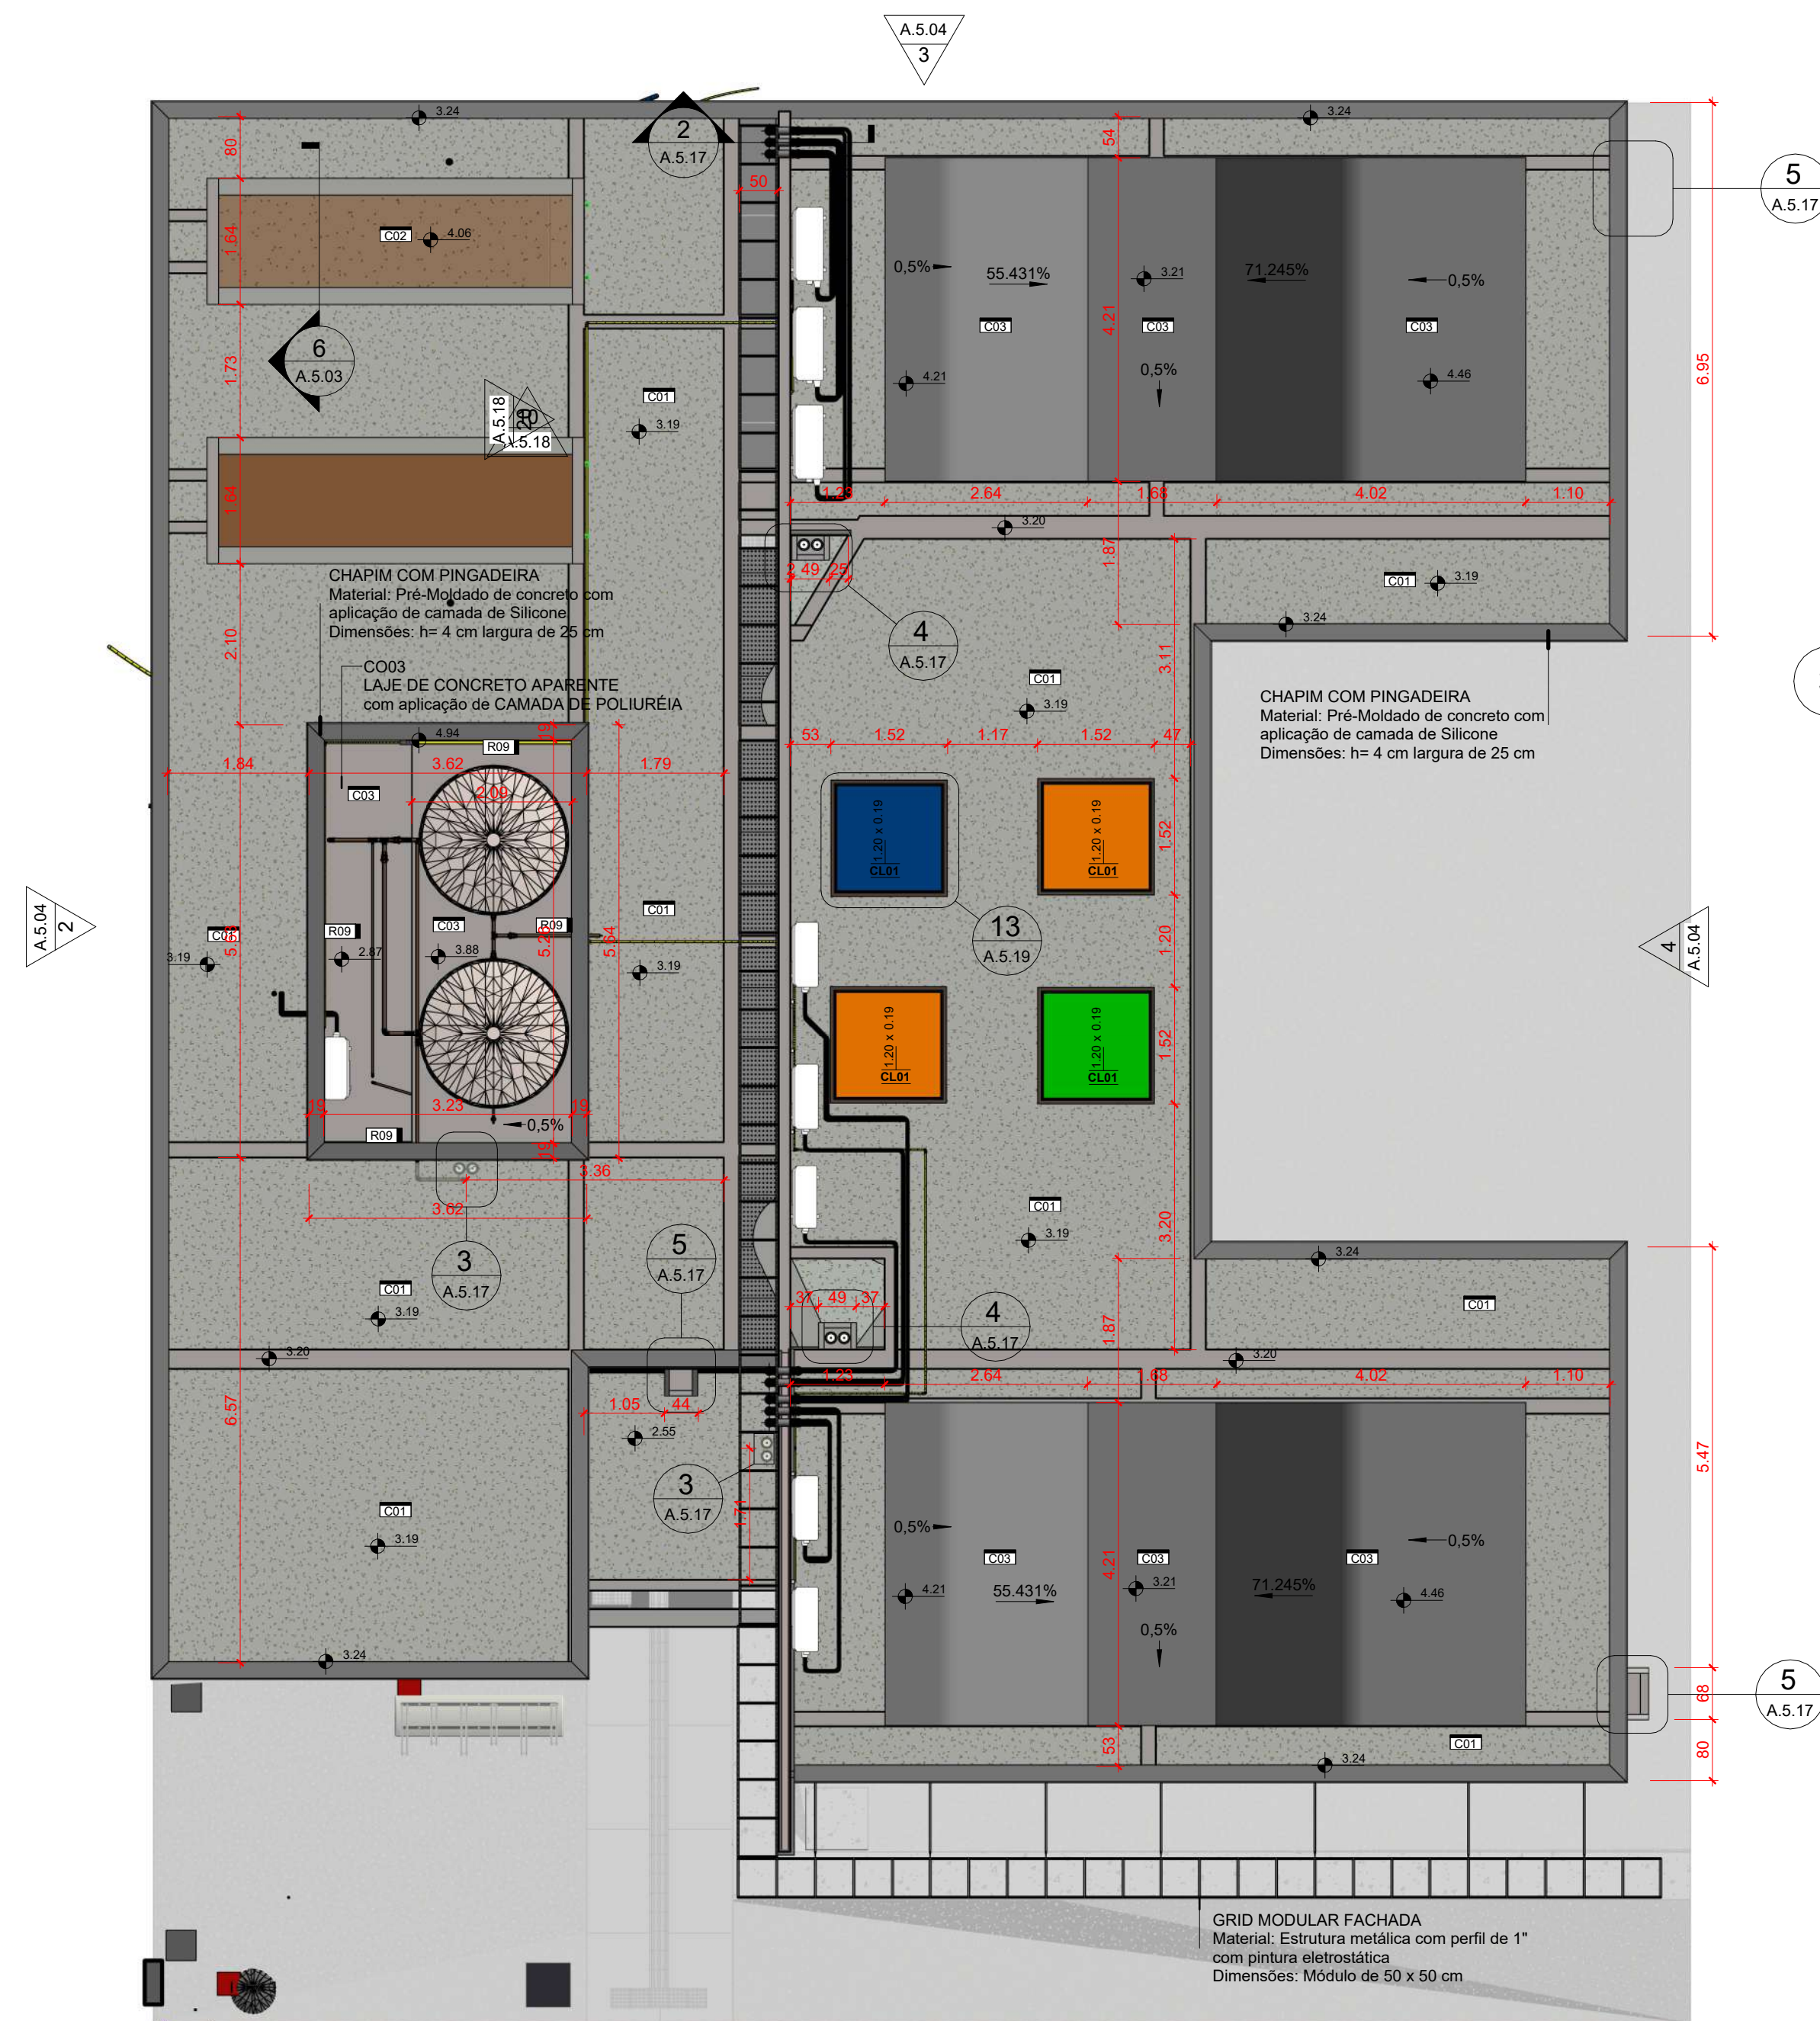 A.5.04
3
3.24
3.24
2
A.5.17
80
54
50
5
A.5.17
C02
4.06
1.64
0,5%
55.431%
3.21
71.245%
0,5%
C03
C03
C03
4.21
6
A.5.03
1.73
6.95
0,5%
4.21
4.46
C01
3.19
A.5.18
A.5.18
1.64
1.23
2.64
1.68
4.02
1.10
3.20
1.87
49
25
C01
3.19
CHAPIM COM PINGADEIRA
Material: Pré-Moldado de concreto com
aplicação de camada de Silicone
Dimensões: h= 4 cm largura de 25 cm
3.24
4
A.5.17
2.10
3.11
CO03
LAJE DE CONCRETO APARENTE
com aplicação de CAMADA DE POLIURÉIA
C01
3.19
CHAPIM COM PINGADEIRA
Material: Pré-Moldado de concreto com
aplicação de camada de Silicone
Dimensões: h= 4 cm largura de 25 cm
4.94
R09
19
53
1.52
1.17
1.52
47
1.84
3.62
1.79
C03
2.09
1.20 x 0.19
CL01
1.20 x 0.19
CL01
1.52
A.5.04
2
C01
3.19
R09
2.87
C03
3.88
R09
5.64
C01
3.19
13
A.5.19
1.20
4
A.5.04
1.20 x 0.19
CL01
1.20 x 0.19
CL01
1.52
19
3.23
19
0,5%
R09
19
3.36
3.62
C01
3.19
3.20
3
A.5.17
5
A.5.17
3.24
C01
3.19
37
49
37
4
A.5.17
1.87
C01
3.20
3.20
1.23
2.64
1.68
4.02
1.10
6.57
1.05
44
2.55
5.47
3
A.5.17
1.71
C01
3.19
0,5%
0,5%
C03
C03
C03
4.21
4.21
55.431%
3.21
71.245%
4.46
0,5%
3.24
5
A.5.17
68
C01
53
3.24
80
GRID MODULAR FACHADA
Material: Estrutura metálica com perfil de 1"
com pintura eletrostática
Dimensões: Módulo de 50 x 50 cm